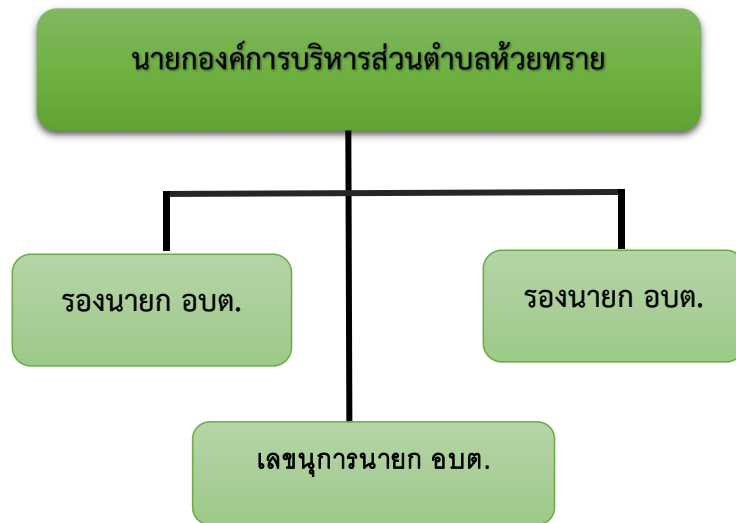 นายกองค์การบริหารส่วนตำบลห้วยทราย
รองนายก อบต.
รองนายก อบต.
เลขนุการนายก อบต.